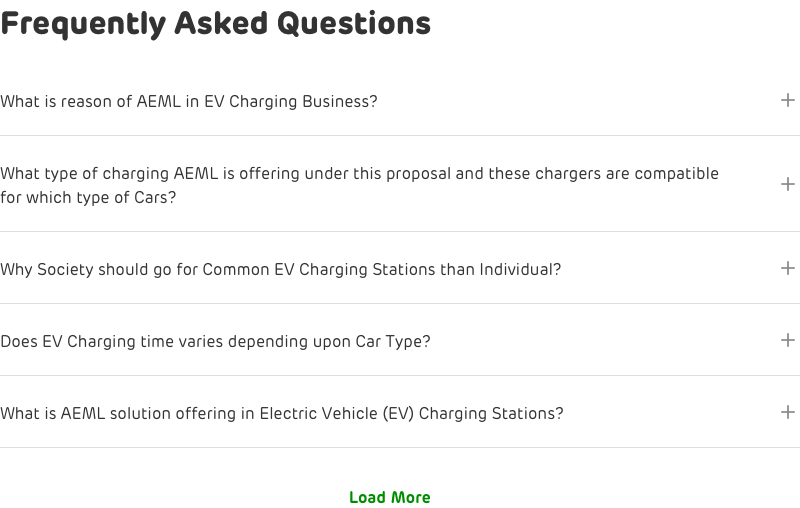 Frequently Asked Questions
What is reason of AEML in EV Charging Business?
What type of charging AEML is offering under this proposal and these chargers are compatible
for which type of Cars?
Why Society should go for Common EV Charging Stations than Individual?
Does EV Charging time varies depending upon Car Type?
What is AEML solution offering in Electric Vehicle (EV) Charging Stations?
Load More